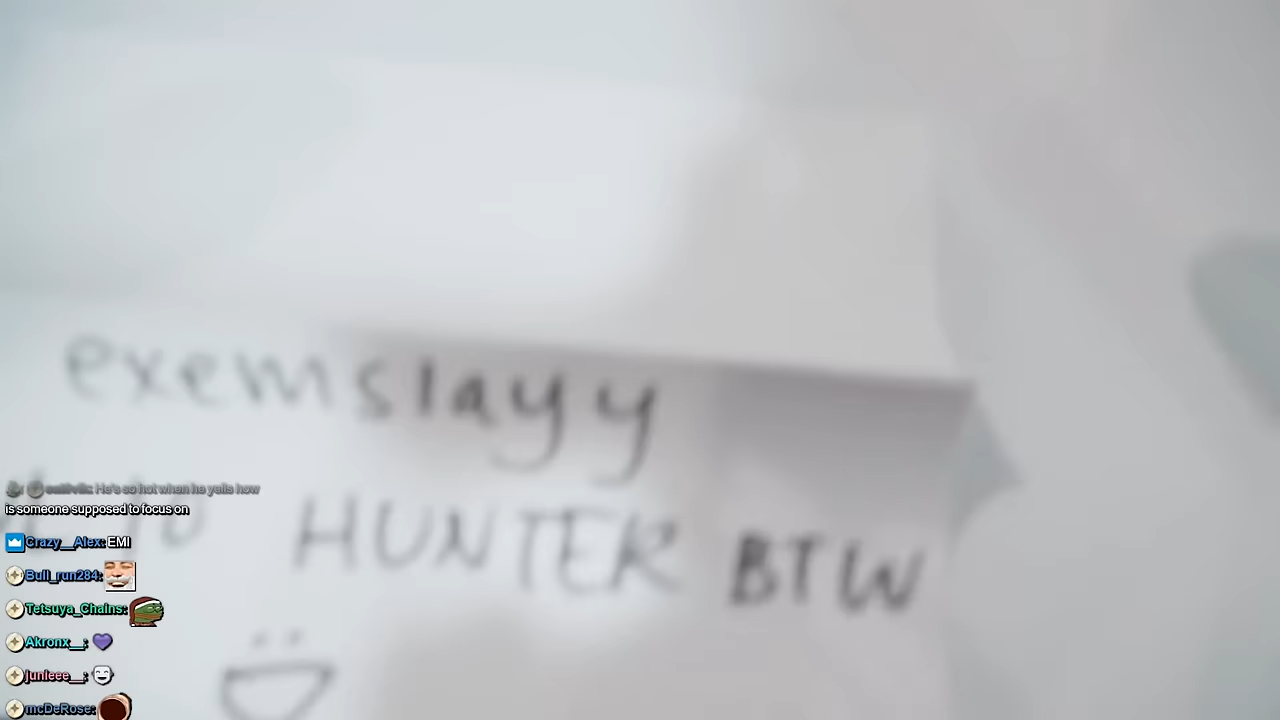 exemslayy
TO HUNTER BTW
He's so hot when he yells how
is someone supposed to focus on
Crazy__Alex: EMI
Bull_run284:
Tetsuya_Chains:
Akronx__:
junieee__:
mcDeRose: